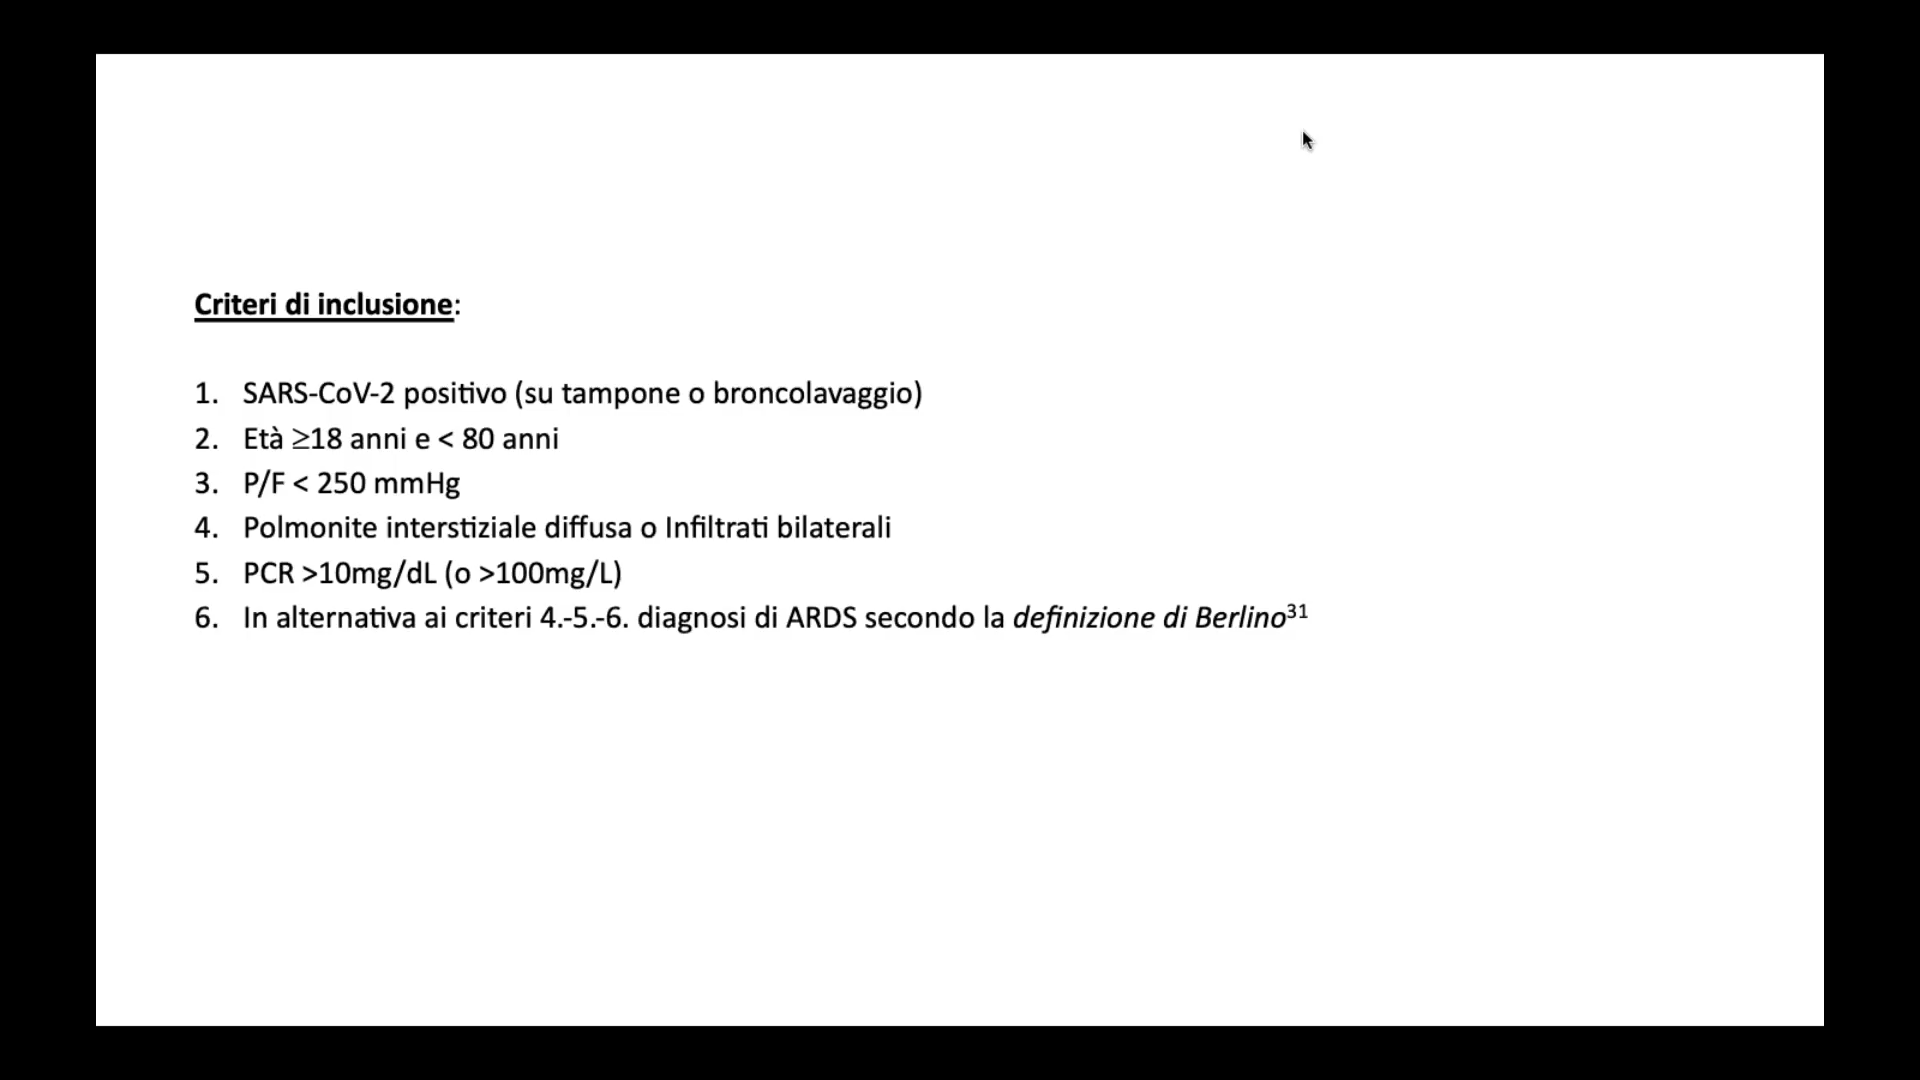 Criteri di inclusione:
1. SARS-CoV-2 positivo (su tampone o broncolavaggio)
2. Età ≥18 anni e < 80 anni
3. P/F < 250 mmHg
4. Polmonite interstiziale diffusa o Infiltrati bilaterali
5. PCR >10mg/dL (o >100mg/L)
6. In alternativa ai criteri 4.-5.-6. diagnosi di ARDS secondo la definizione di Berlino³¹